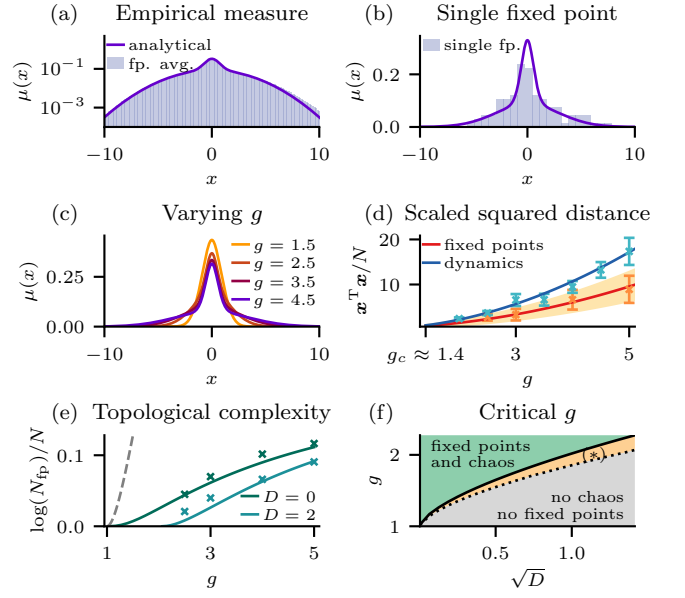 (a) Empirical measure
μ(x)
10⁻¹
10⁻³
analytical
fp. avg.
−10 0 10
x
(b) Single fixed point
μ(x)
0.2
0.0
single fp.
−10 0 10
x
(c) Varying g
μ(x)
0.25
0.00
g = 1.5
g = 2.5
g = 3.5
g = 4.5
−10 0 10
x
(d) Scaled squared distance
xᵀx/N
20
10
fixed points
dynamics
g_c ≈ 1.4 3 5
g
(e) Topological complexity
log(N_fp)/N
0.1
0.0
D = 0
D = 2
1 3 5
g
(f) Critical g
g
2
1
fixed points
and chaos
(*)
no chaos
no fixed points
0.5 1.0
√D